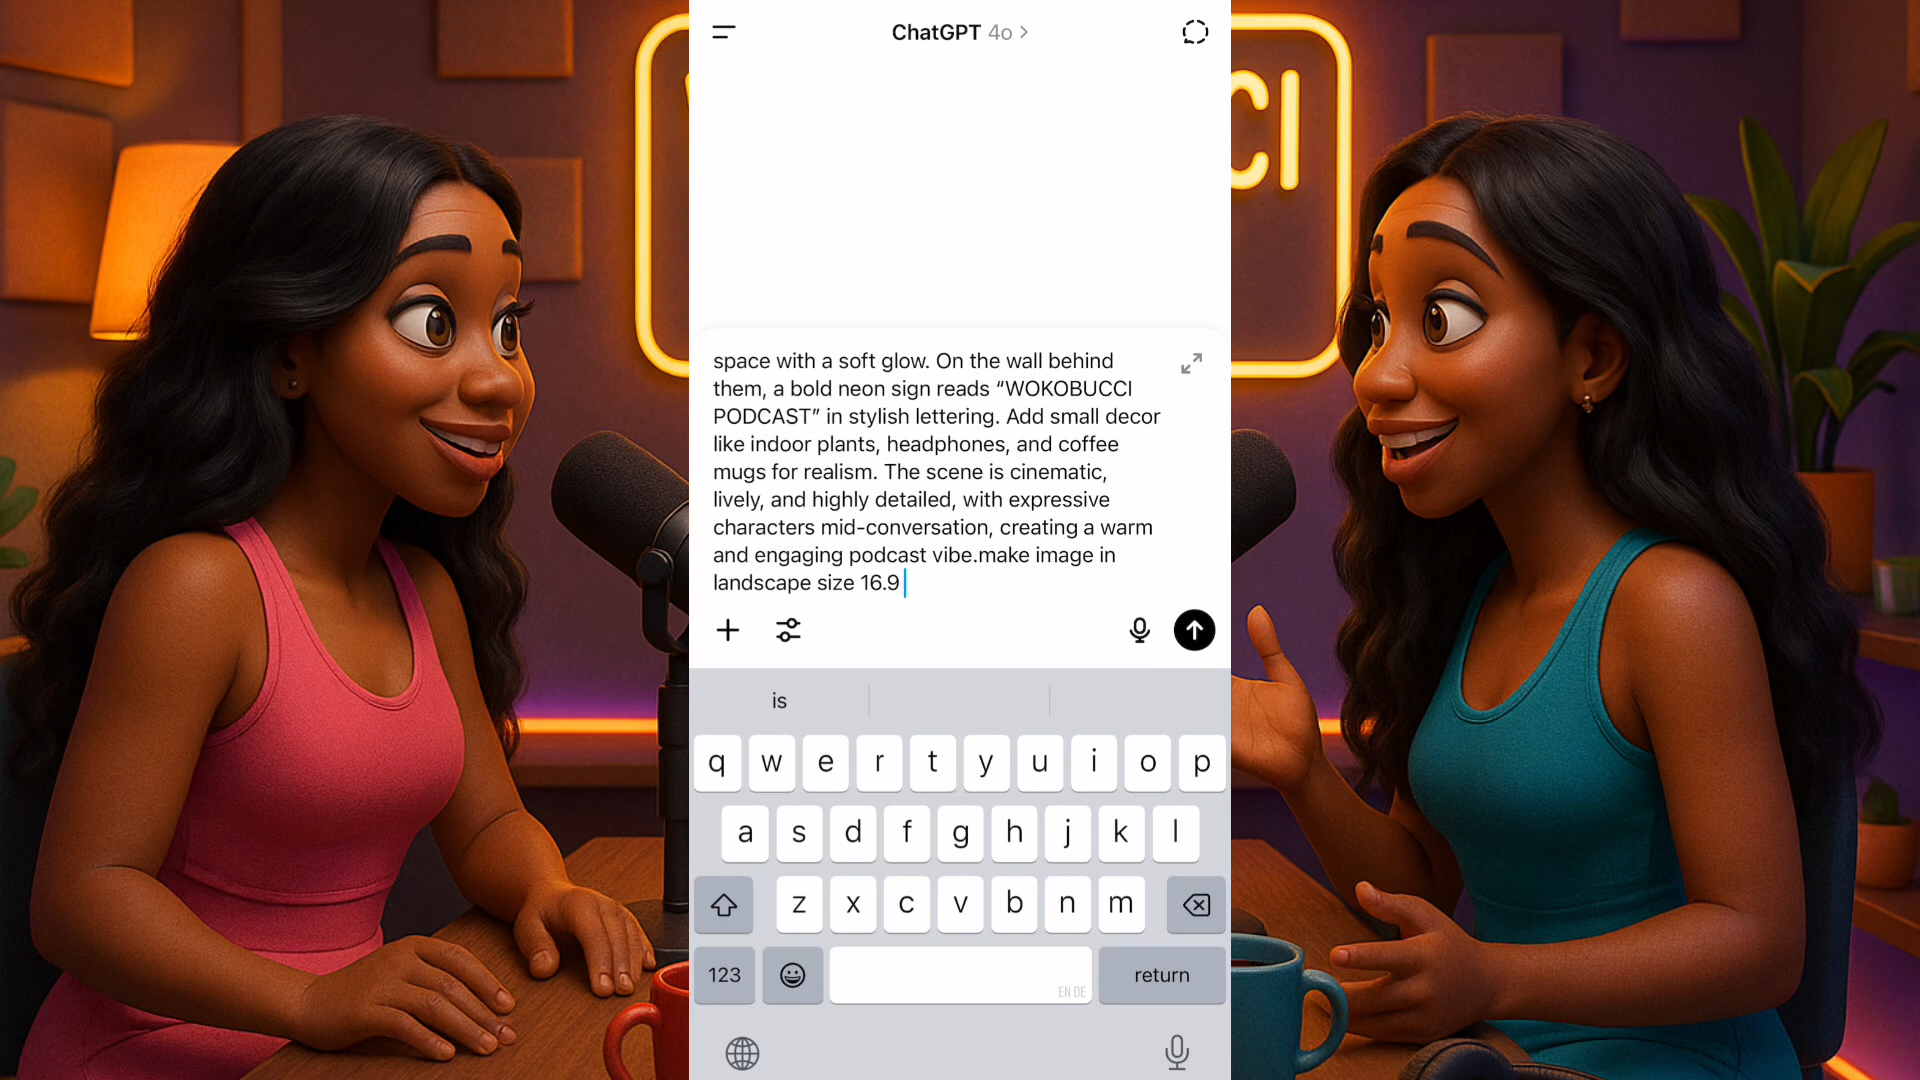 ChatGPT 4o >
CI
space with a soft glow. On the wall behind
them, a bold neon sign reads “WOKOBUCCI
PODCAST” in stylish lettering. Add small decor
like indoor plants, headphones, and coffee
mugs for realism. The scene is cinematic,
lively, and highly detailed, with expressive
characters mid-conversation, creating a warm
and engaging podcast vibe.make image in
landscape size 16.9
is
q w e r t y u i o p
a s d f g h j k l
z x c v b n m
123
EN DE
return